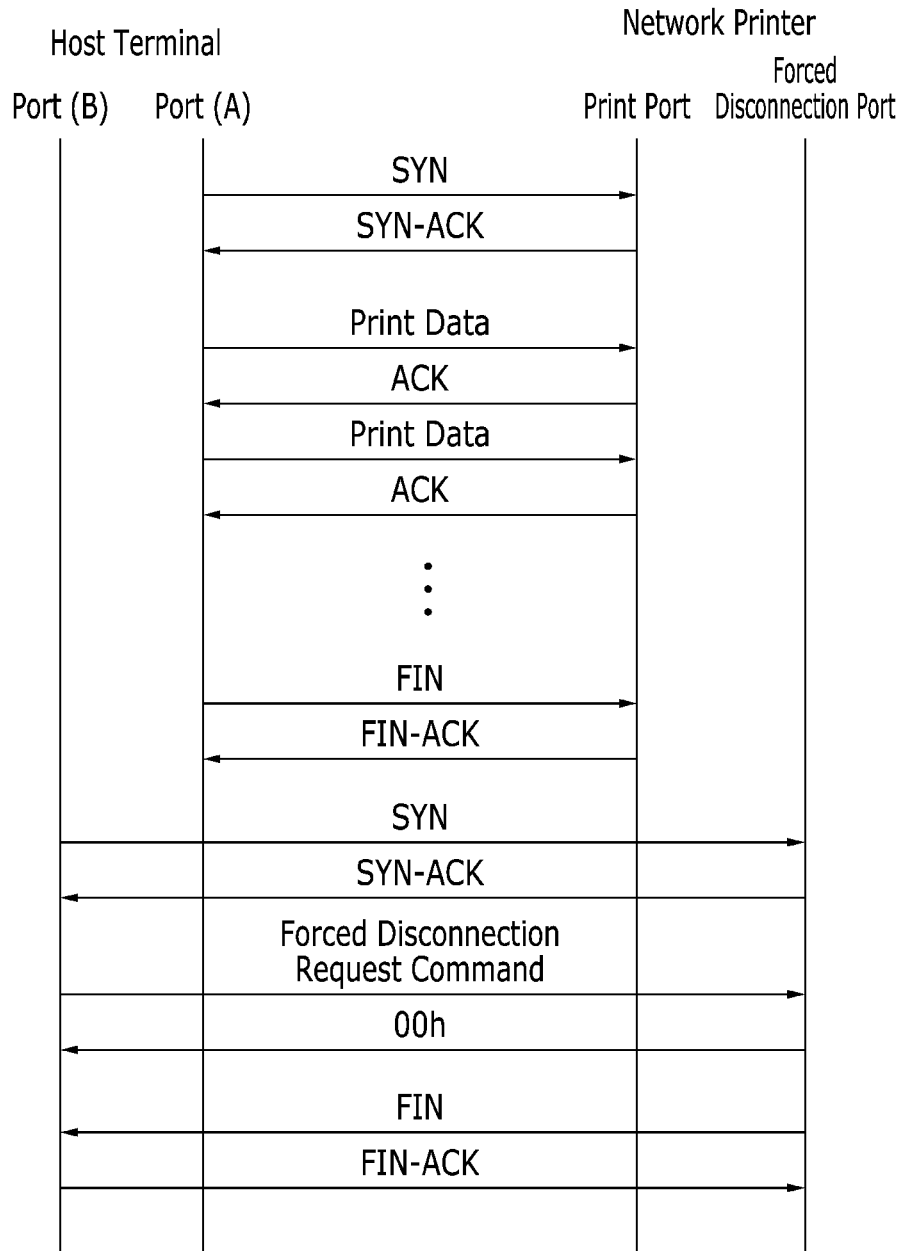 Host Terminal
Network Printer
Port (B)
Port (A)
Print Port
Forced
Disconnection Port
SYN
SYN-ACK
Print Data
ACK
Print Data
ACK
FIN
FIN-ACK
SYN
SYN-ACK
Forced Disconnection
Request Command
00h
FIN
FIN-ACK